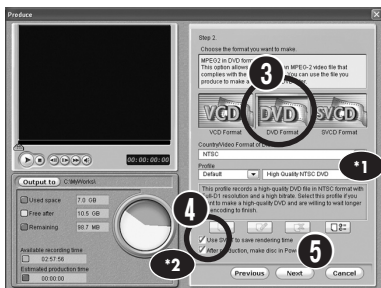 Produce
Step 2.
Choose the format you want to make.
MPEG2 in DVD form
This option allows MPEG-2 video file that
complies with the You can use the file you
produce to make a
VCD
DVD
SVCD
VCD Format
DVD Format
SVCD Format
Country/Video Format of D
NTSC
Profile
Default
High Quality NTSC DVD
This profile records a high-quality DVD file in NTSC format with
full-D1 resolution and a high bitrate. Select this profile if you
want to make a high-quality DVD and are willing to wait longer
encoding to finish.
Use SV to save rendering time
After production, make disc in Pow
Previous
Next
Cancel
00:00:00:00
Output to
C:\MyWorks\
Used space
7.0 GB
Free after
10.5 GB
Remaining
98.7 MB
Available recording time
02:57:56
Estimated production time
00:00:00
3
4
5
*1
*2